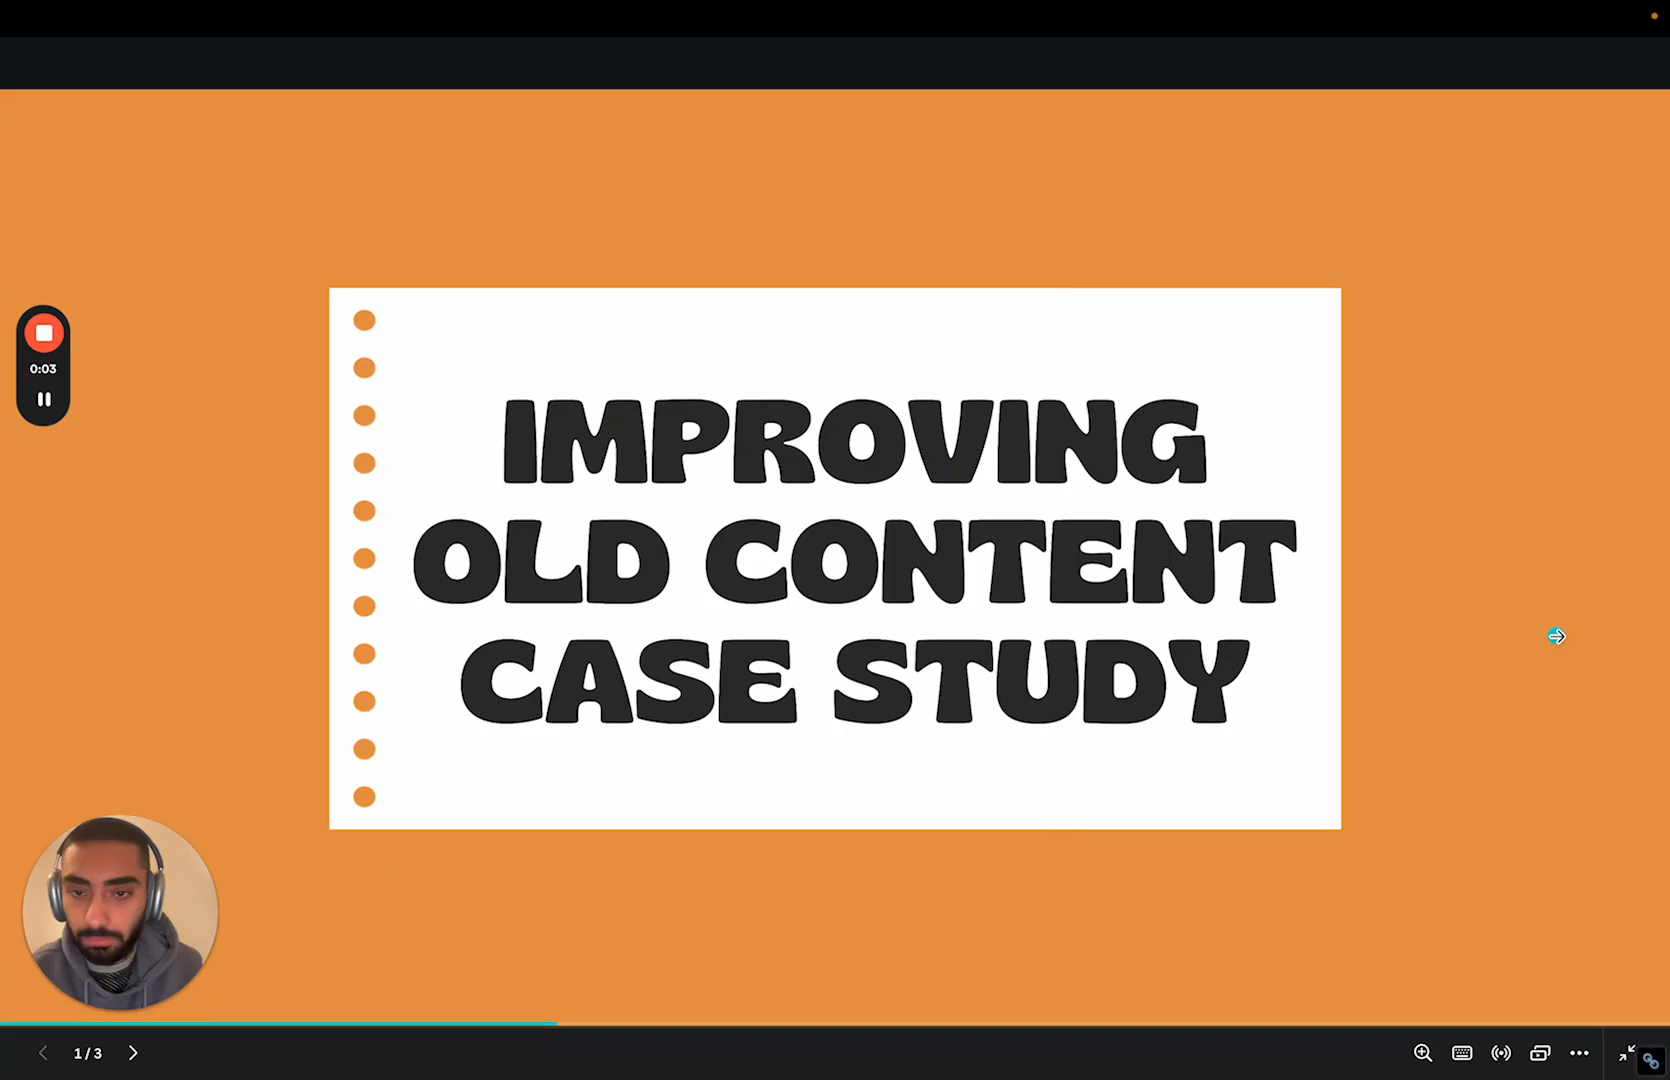 0:03
IMPROVING
OLD CONTENT
CASE STUDY
1 / 3